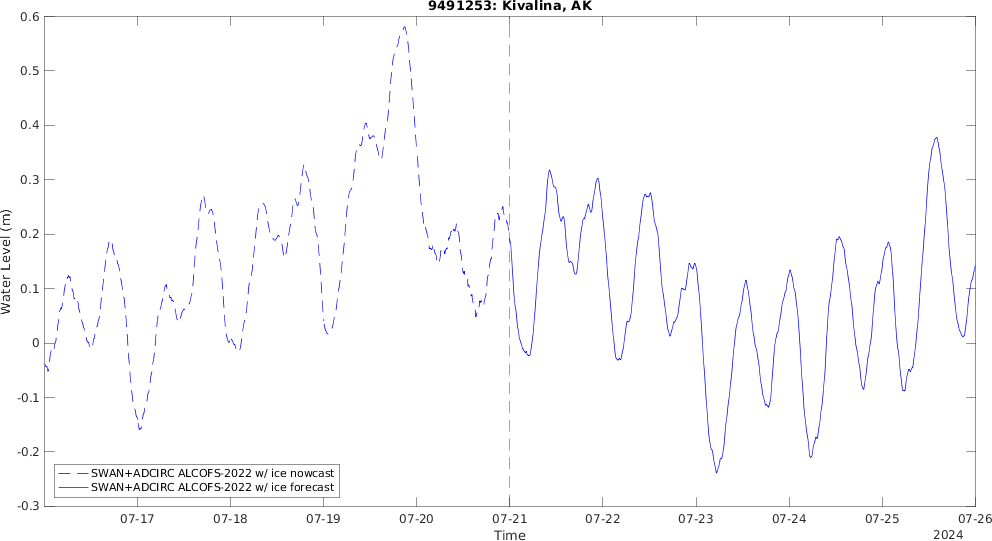 9491253: Kivalina, AK
0.6
0.5
0.4
0.3
0.2
0.1
0
-0.1
-0.2
-0.3
Water Level (m)
SWAN+ADCIRC ALCOFS-2022 w/ ice nowcast
SWAN+ADCIRC ALCOFS-2022 w/ ice forecast
07-17 07-18 07-19 07-20 07-21 07-22 07-23 07-24 07-25 07-26
Time
2024